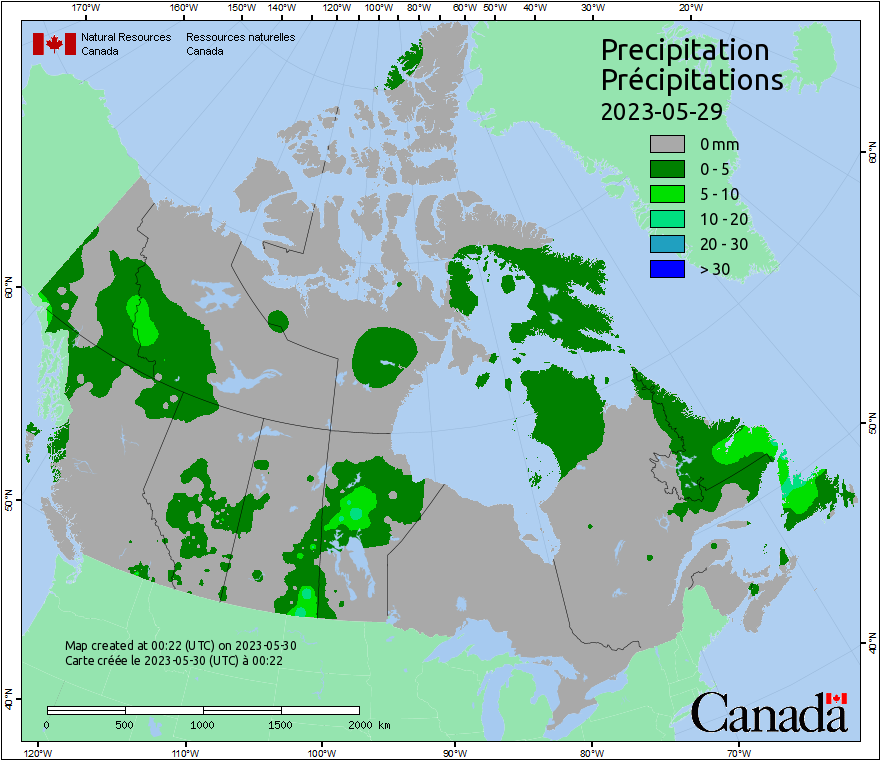 170°W 160°W 150°W 140°W 120°W 100°W 80°W 60°W 50°W 40°W 30°W 20°W
Natural Resources Canada
Ressources naturelles Canada
Precipitation
Précipitations
2023-05-29
0 mm
0 - 5
5 - 10
10 - 20
20 - 30
> 30
60°N
60°N
50°N
50°N
40°N
40°N
Map created at 00:22 (UTC) on 2023-05-30
Carte créée le 2023-05-30 (UTC) à 00:22
0 500 1000 1500 2000 km
Canada
120°W 110°W 100°W 90°W 80°W 70°W